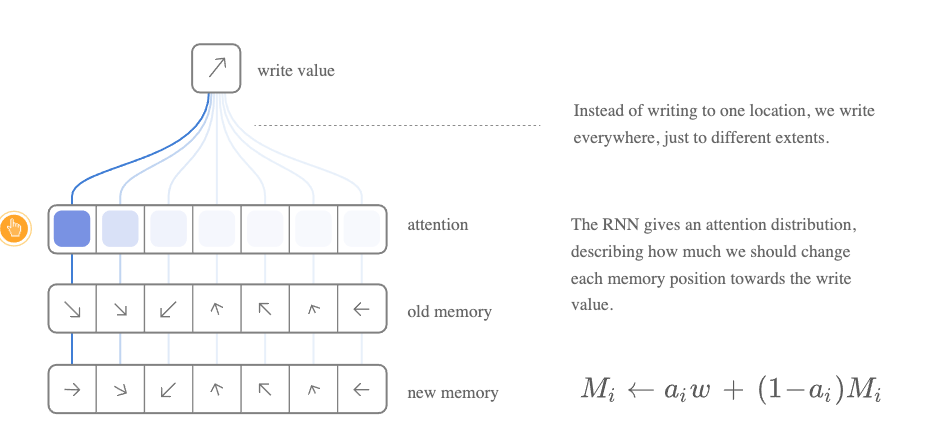 write value
Instead of writing to one location, we write
everywhere, just to different extents.
attention
The RNN gives an attention distribution,
describing how much we should change
each memory position towards the write
value.
old memory
new memory
M_i ← a_i w + (1−a_i)M_i